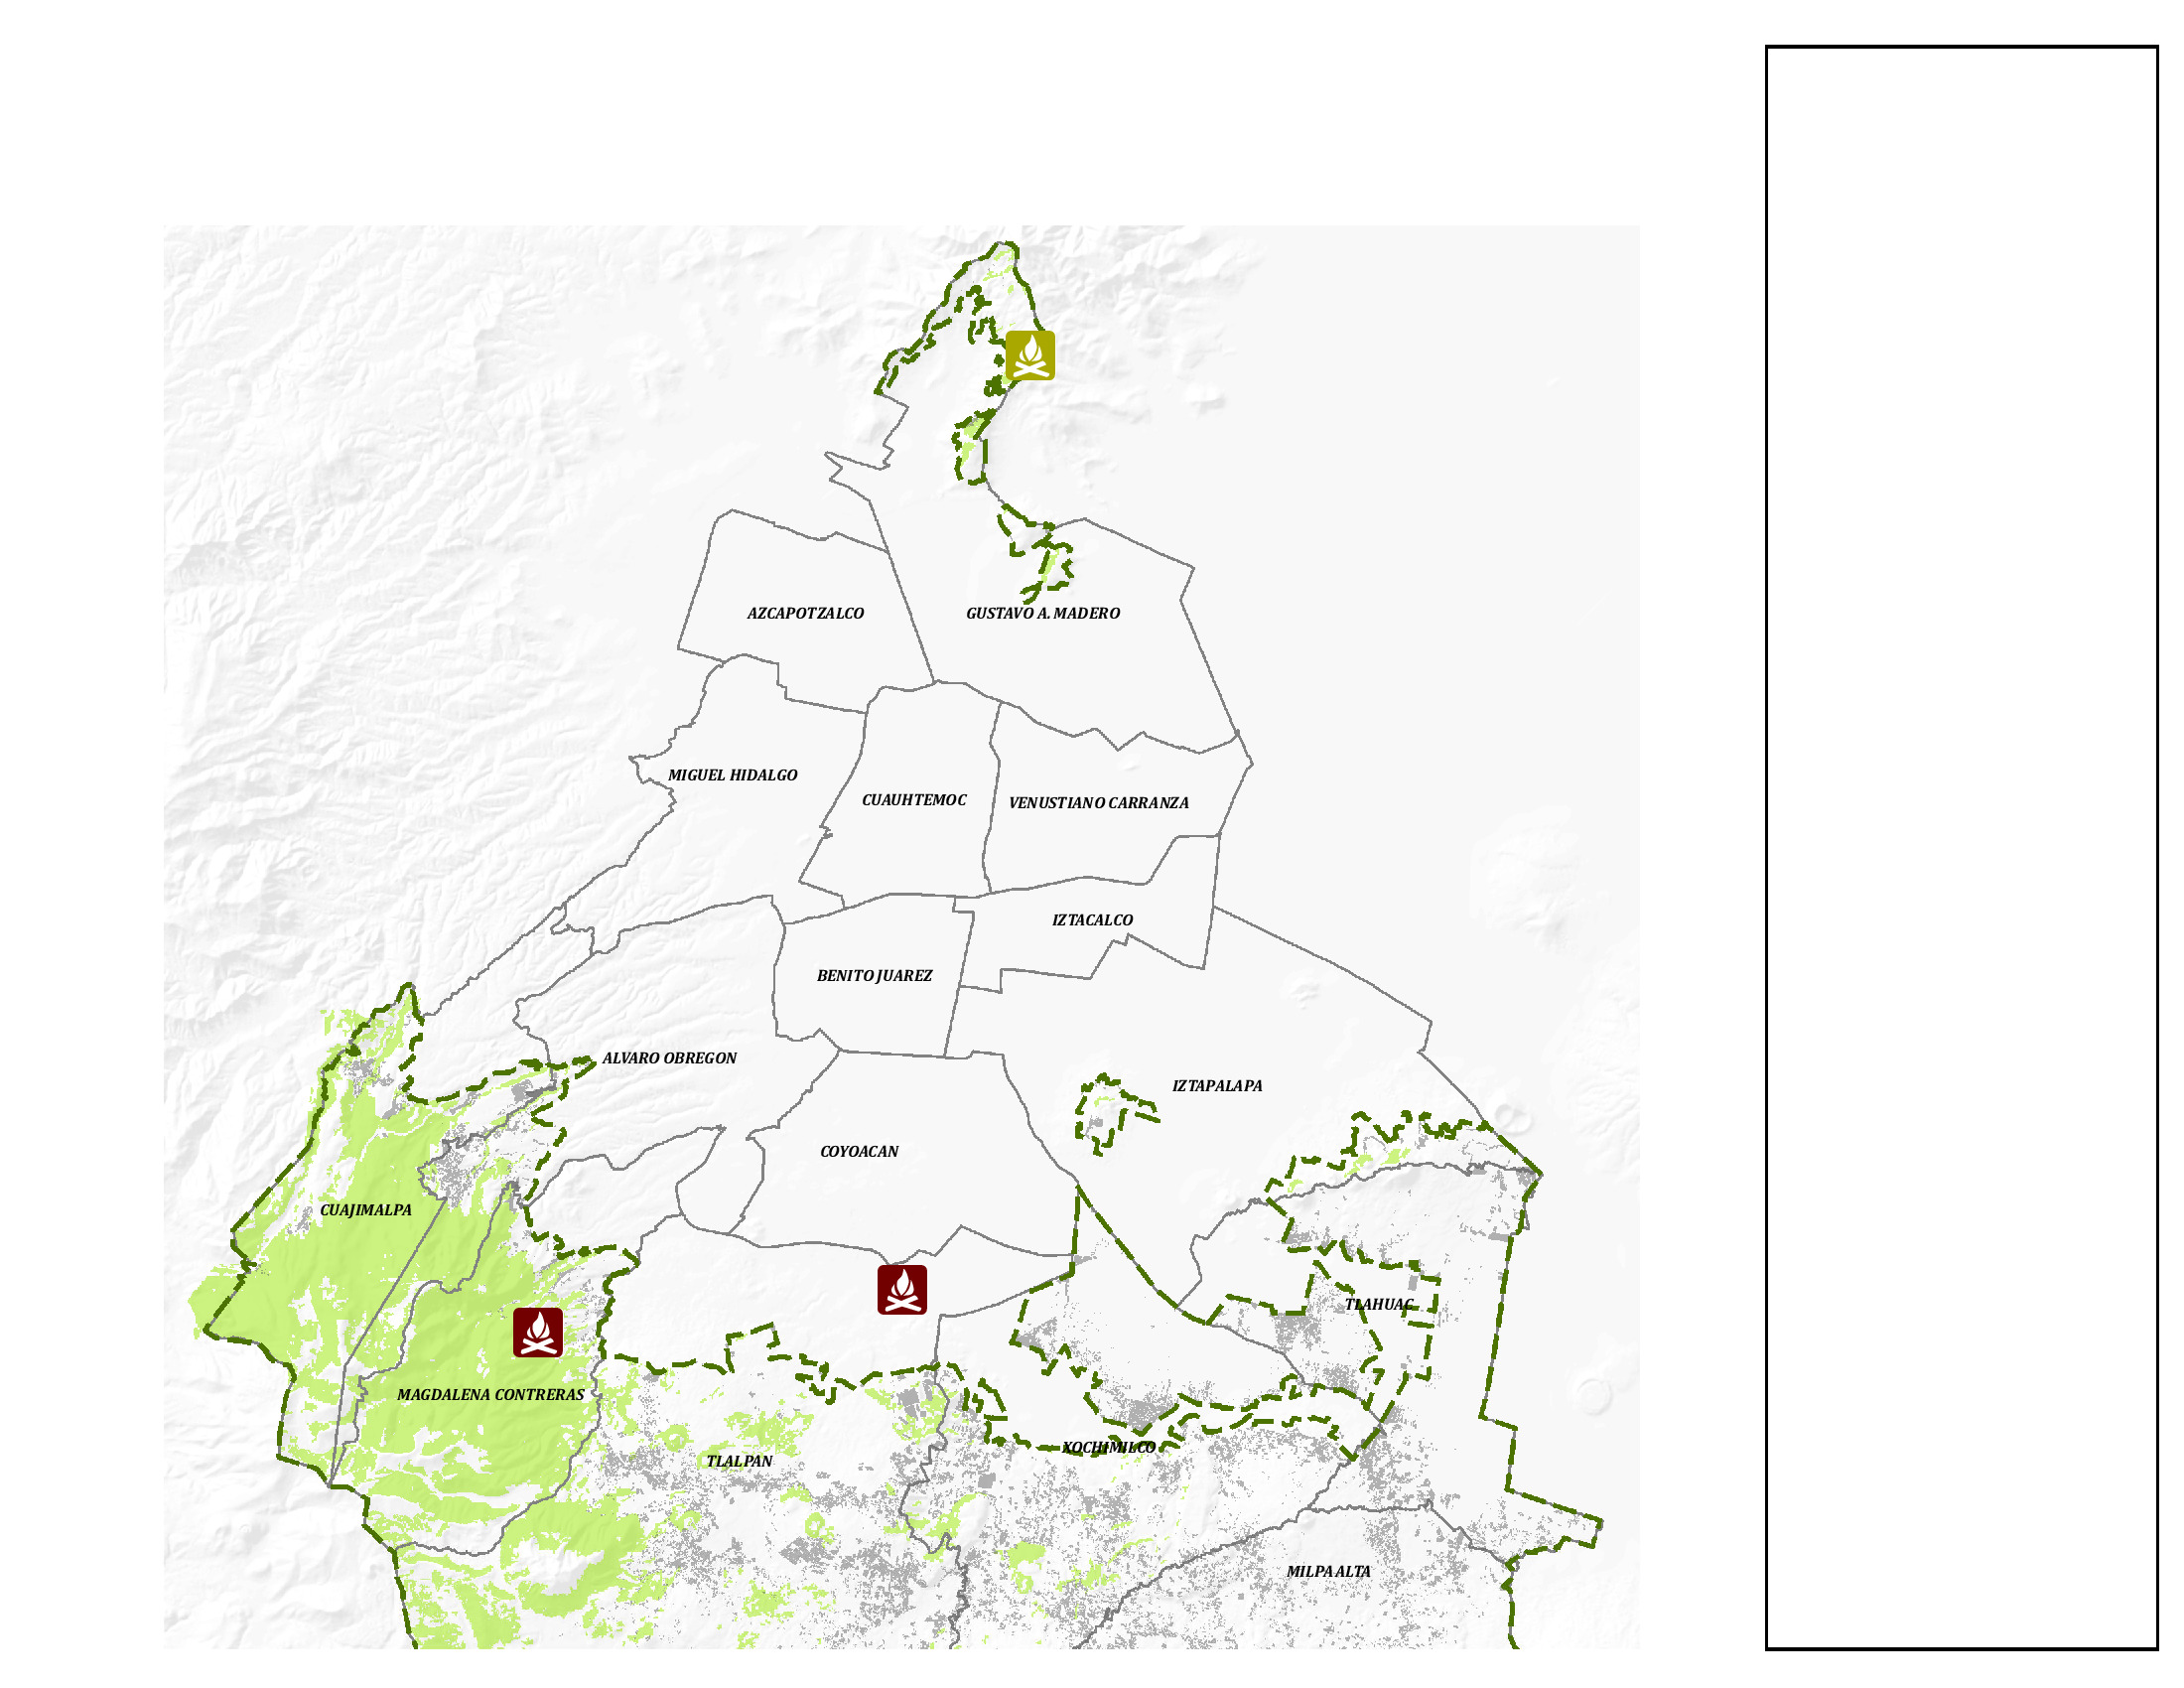 AZCAPOTZALCO
GUSTAVO A. MADERO
MIGUEL HIDALGO
CUAUHTEMOC
VENUSTIANO CARRANZA
IZTACALCO
BENITO JUAREZ
ALVARO OBREGON
IZTAPALAPA
COYOACAN
CUAJIMALPA
TLAHUAC
MAGDALENA CONTRERAS
XOCHIMILCO
TLALPAN
MILPA ALTA